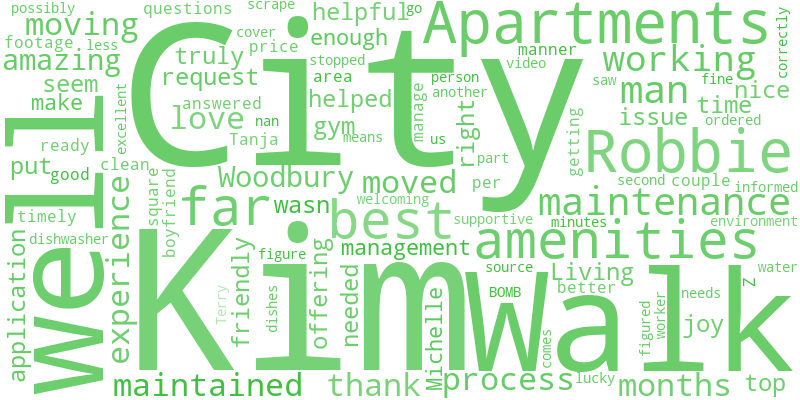 possibly
questions
scrape
helpful
go
Apartments
moving
City
cover
less
footage
enough
price
manner
correctly
amazing
truly
stopped
video
working
request
area
person
saw
fine
nice
seem
excellent
answered
helped
manage
another
man
time
make
love
nan
gym
means
us
right
issue
ordered
well
ready
Tanja
part
getting
Robbie
clean
put
good
Woodbury
moved
per
second
couple
informed
square
boyfriend
far
wasn
welcoming
maintenance
timely
best
supportive
minutes
environment
application
dishwasher
experience
friendly
figure
management
amenities
Kim
Walk
offering
needed
source
Living
z
water
Terry
dishes
BOMB
better
needs
Michelle
comes
figured
worker
joy
maintained
thank
process
lucky
months
top